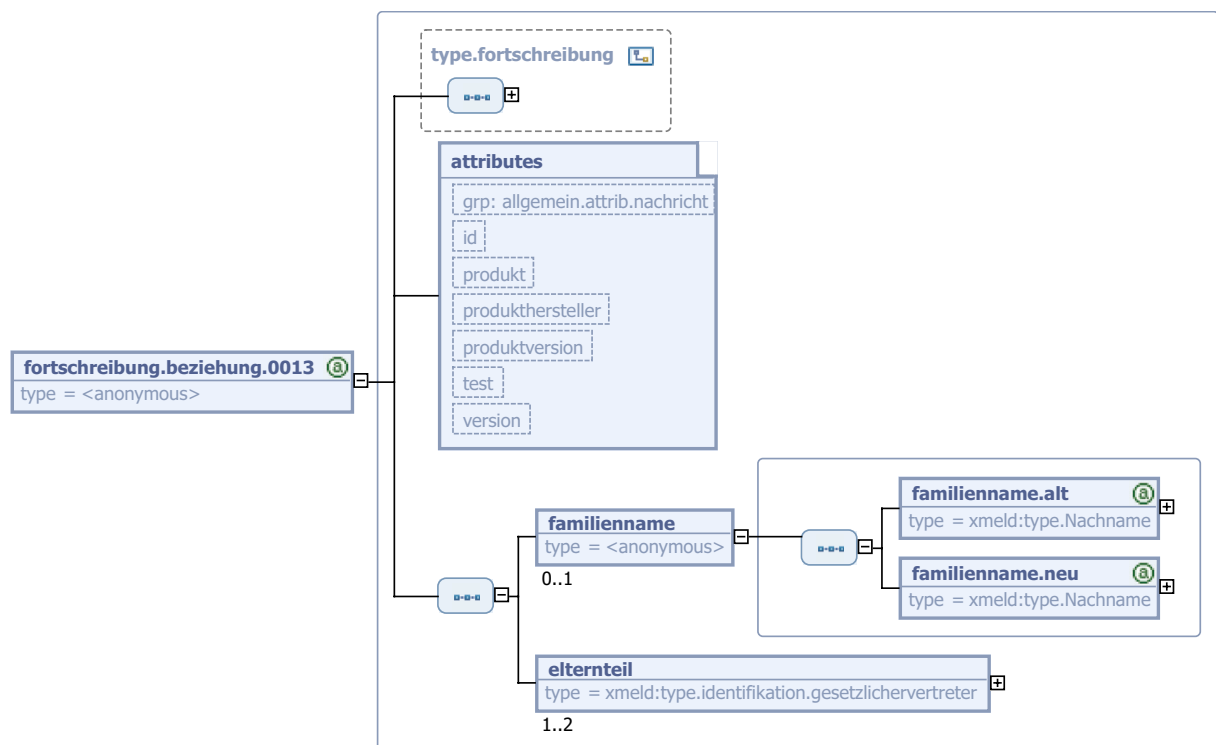 type.fortschreibung
attributes
grp: allgemein.attrib.nachricht
id
produkt
produkthersteller
produktversion
test
version
fortschreibung.beziehung.0013 a
type = <anonymous>
familienname
type = <anonymous>
0..1
familienname.alt a
type = xmeld:type.Nachname
familienname.neu a
type = xmeld:type.Nachname
elternteil
type = xmeld:type.identifikation.gesetzlichervertreter
1..2